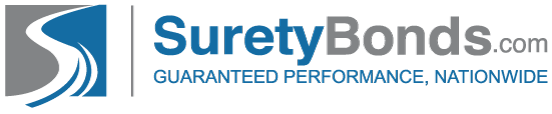 SuretyBonds.com
GUARANTEED PERFORMANCE, NATIONWIDE